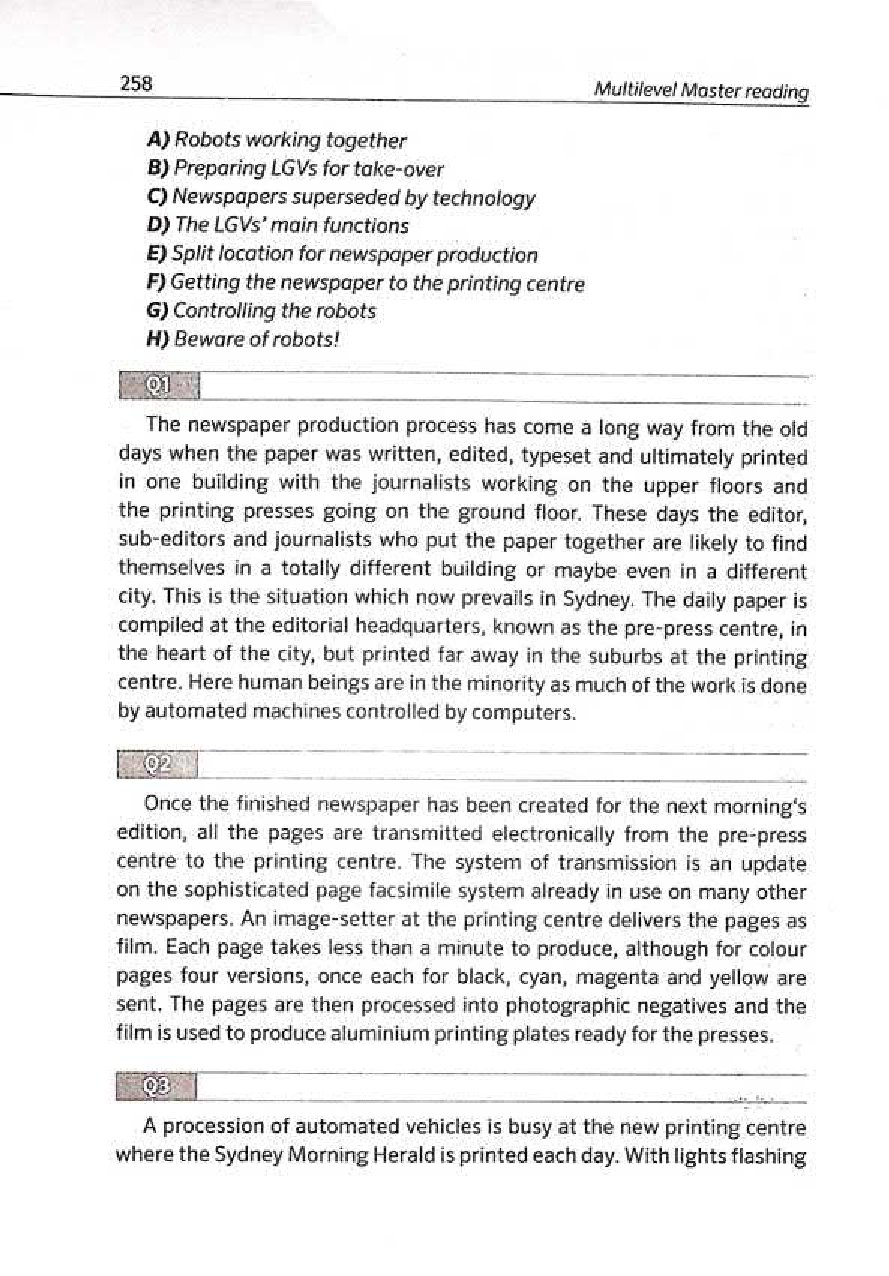 258
Multilevel Master reading
A) Robots working together
B) Preparing LGVs for take-over
C) Newspapers superseded by technology
D) The LGVs' main functions
E) Split location for newspaper production
F) Getting the newspaper to the printing centre
G) Controlling the robots
H) Beware of robots!
Q1
The newspaper production process has come a long way from the old
days when the paper was written, edited, typeset and ultimately printed
in one building with the journalists working on the upper floors and
the printing presses going on the ground floor. These days the editor,
sub-editors and journalists who put the paper together are likely to find
themselves in a totally different building or maybe even in a different
city. This is the situation which now prevails in Sydney. The daily paper is
compiled at the editorial headquarters, known as the pre-press centre, in
the heart of the city, but printed far away in the suburbs at the printing
centre. Here human beings are in the minority as much of the work is done
by automated machines controlled by computers.
Q2
Once the finished newspaper has been created for the next morning's
edition, all the pages are transmitted electronically from the pre-press
centre to the printing centre. The system of transmission is an update
on the sophisticated page facsimile system already in use on many other
newspapers. An image-setter at the printing centre delivers the pages as
film. Each page takes less than a minute to produce, although for colour
pages four versions, once each for black, cyan, magenta and yellow are
sent. The pages are then processed into photographic negatives and the
film is used to produce aluminium printing plates ready for the presses.
Q3
A procession of automated vehicles is busy at the new printing centre
where the Sydney Morning Herald is printed each day. With lights flashing